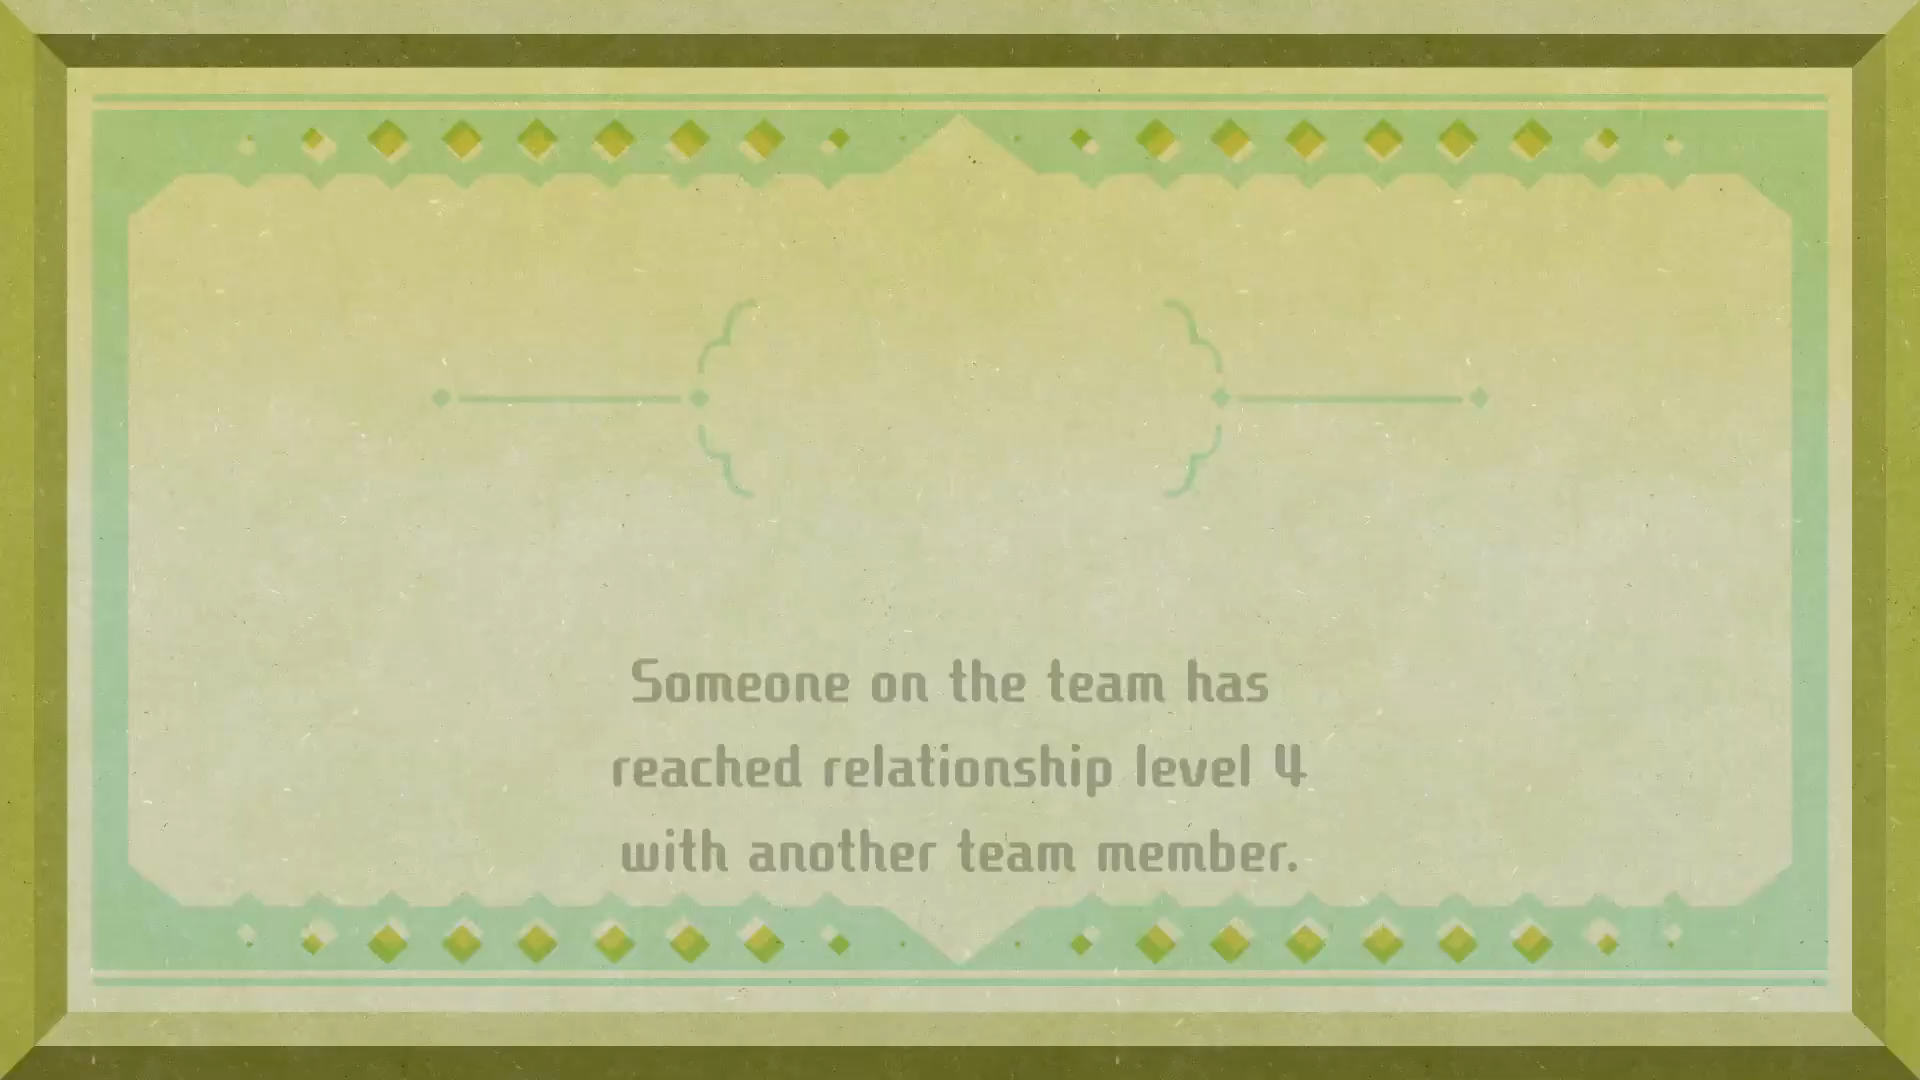 Someone on the team has
reached relationship level 4
with another team member.